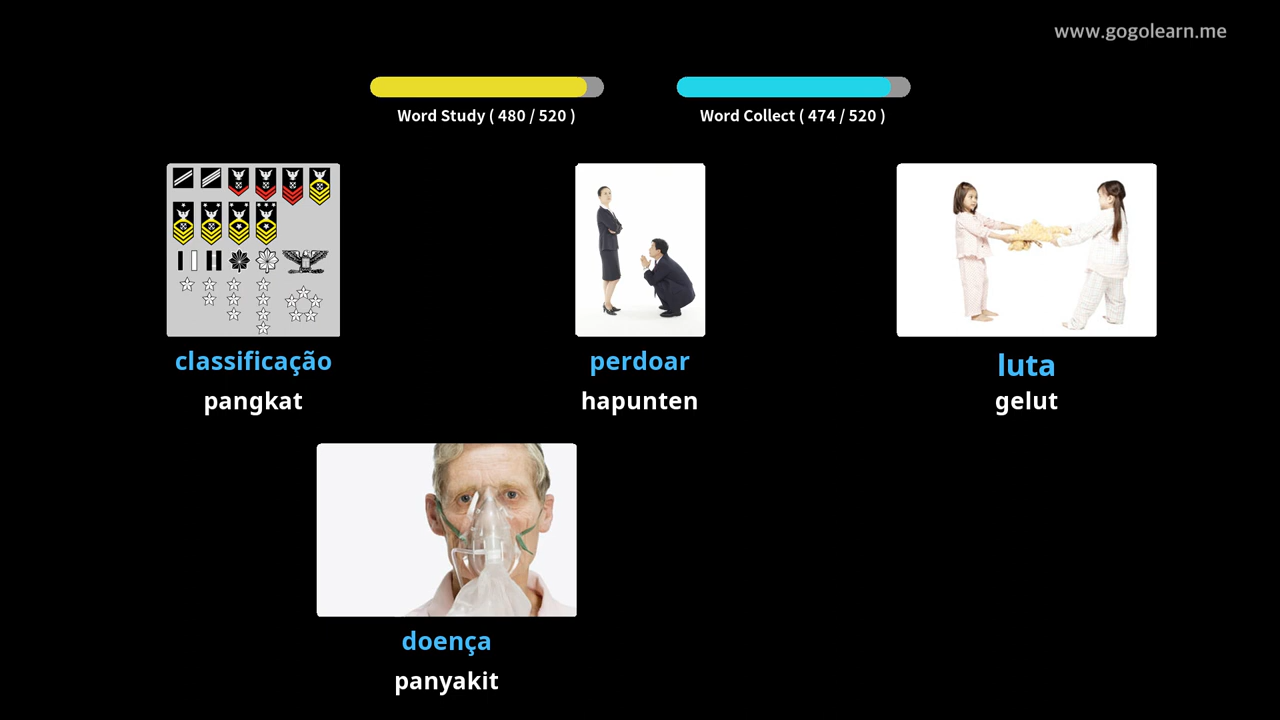 www.gogolearn.me
Word Study ( 480 / 520 )
Word Collect ( 474 / 520 )
classificação
pangkat
perdoar
hapunten
luta
gelut
doença
panyakit